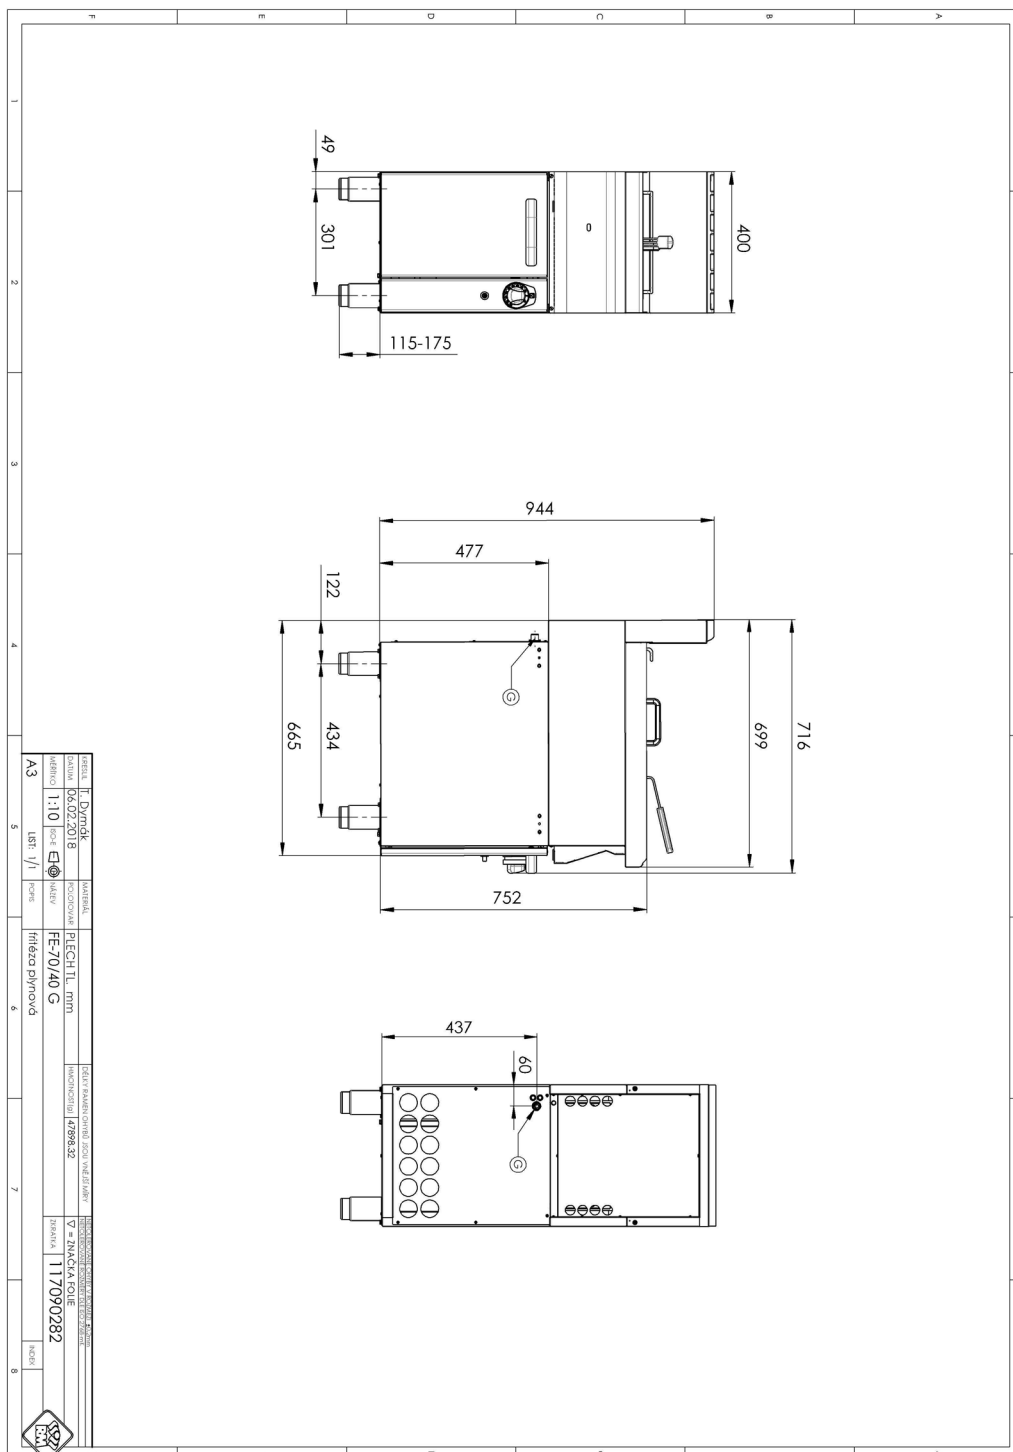 F E D C B A
1
2
3
4
5
6
7
8
49
301
400
115-175
944
477
122
434
665
G
699
716
752
437
60
G
KRESLIL T. Dymák
MATERIÁL
DÉLKY RAMEN OHYBŮ JSOU VNĚJŠÍ MÍRY
DATUM 06.02.2018
POLOTOVAR PLECH TL. mm
HMOTNOST(g) 47898.32
▽ = ZNAČKA FOLIE
MĚŘÍTKO 1:10
ISO-E
NÁZEV FE-70/40 G
ZKRATKA 117090282
A3
LIST: 1/1
POPIS fritéza plynová
INDEX